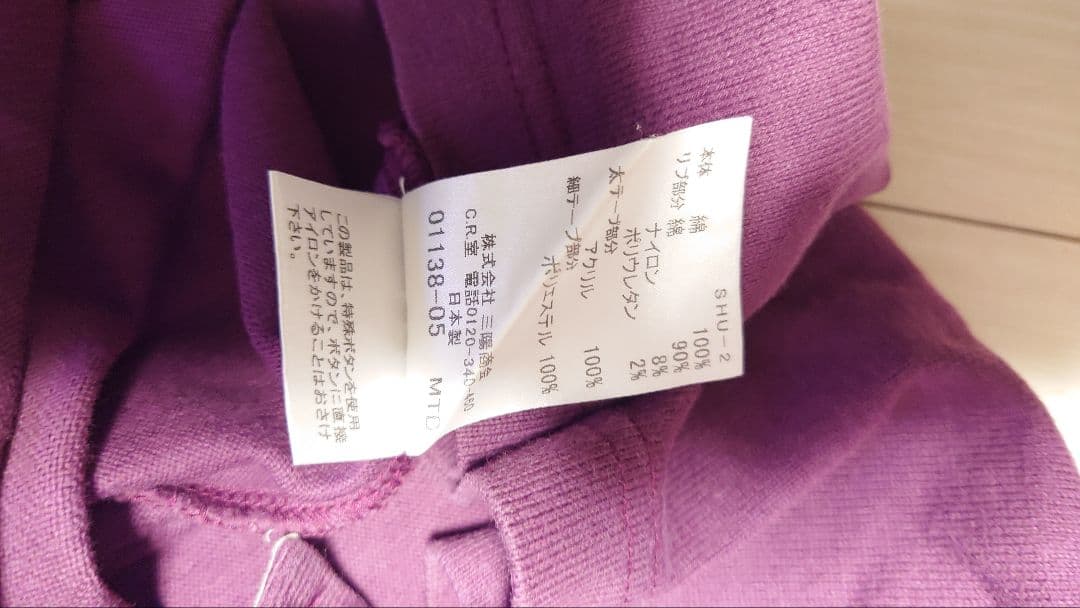 SHU-2
本体 綿 100%
リブ部分 綿 90%
ナイロン 8%
ポリウレタン 2%
太テープ部分
アクリル 100%
細テープ部分
ポリエステル 100%
株式会社 三陽商会
C.R.室 電話0120-340-460
日本製
01138-05 MTC
この製品は、特殊ボタンを使用
していますので、ボタンに直接
アイロンをかけることはおさけ
下さい。